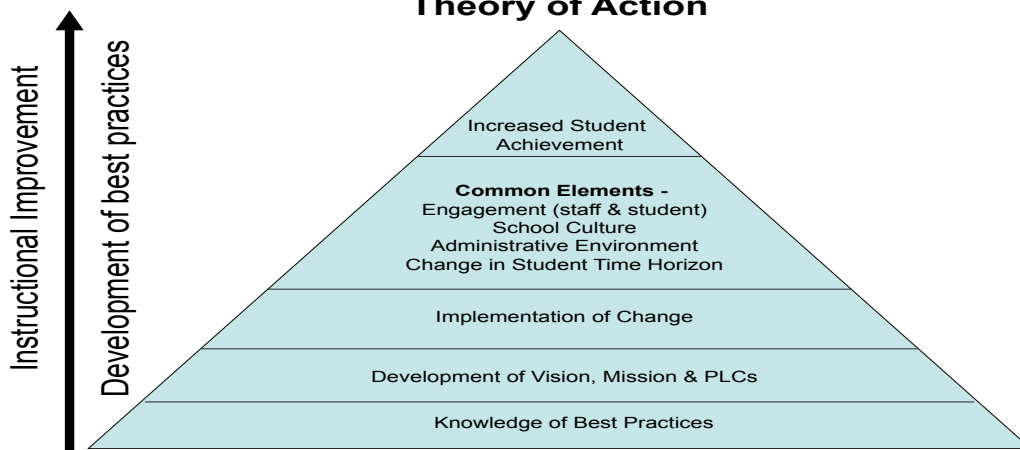 Theory of Action
Instructional Improvement
Development of best practices
Increased Student
Achievement
Common Elements -
Engagement (staff & student)
School Culture
Administrative Environment
Change in Student Time Horizon
Implementation of Change
Development of Vision, Mission & PLCs
Knowledge of Best Practices